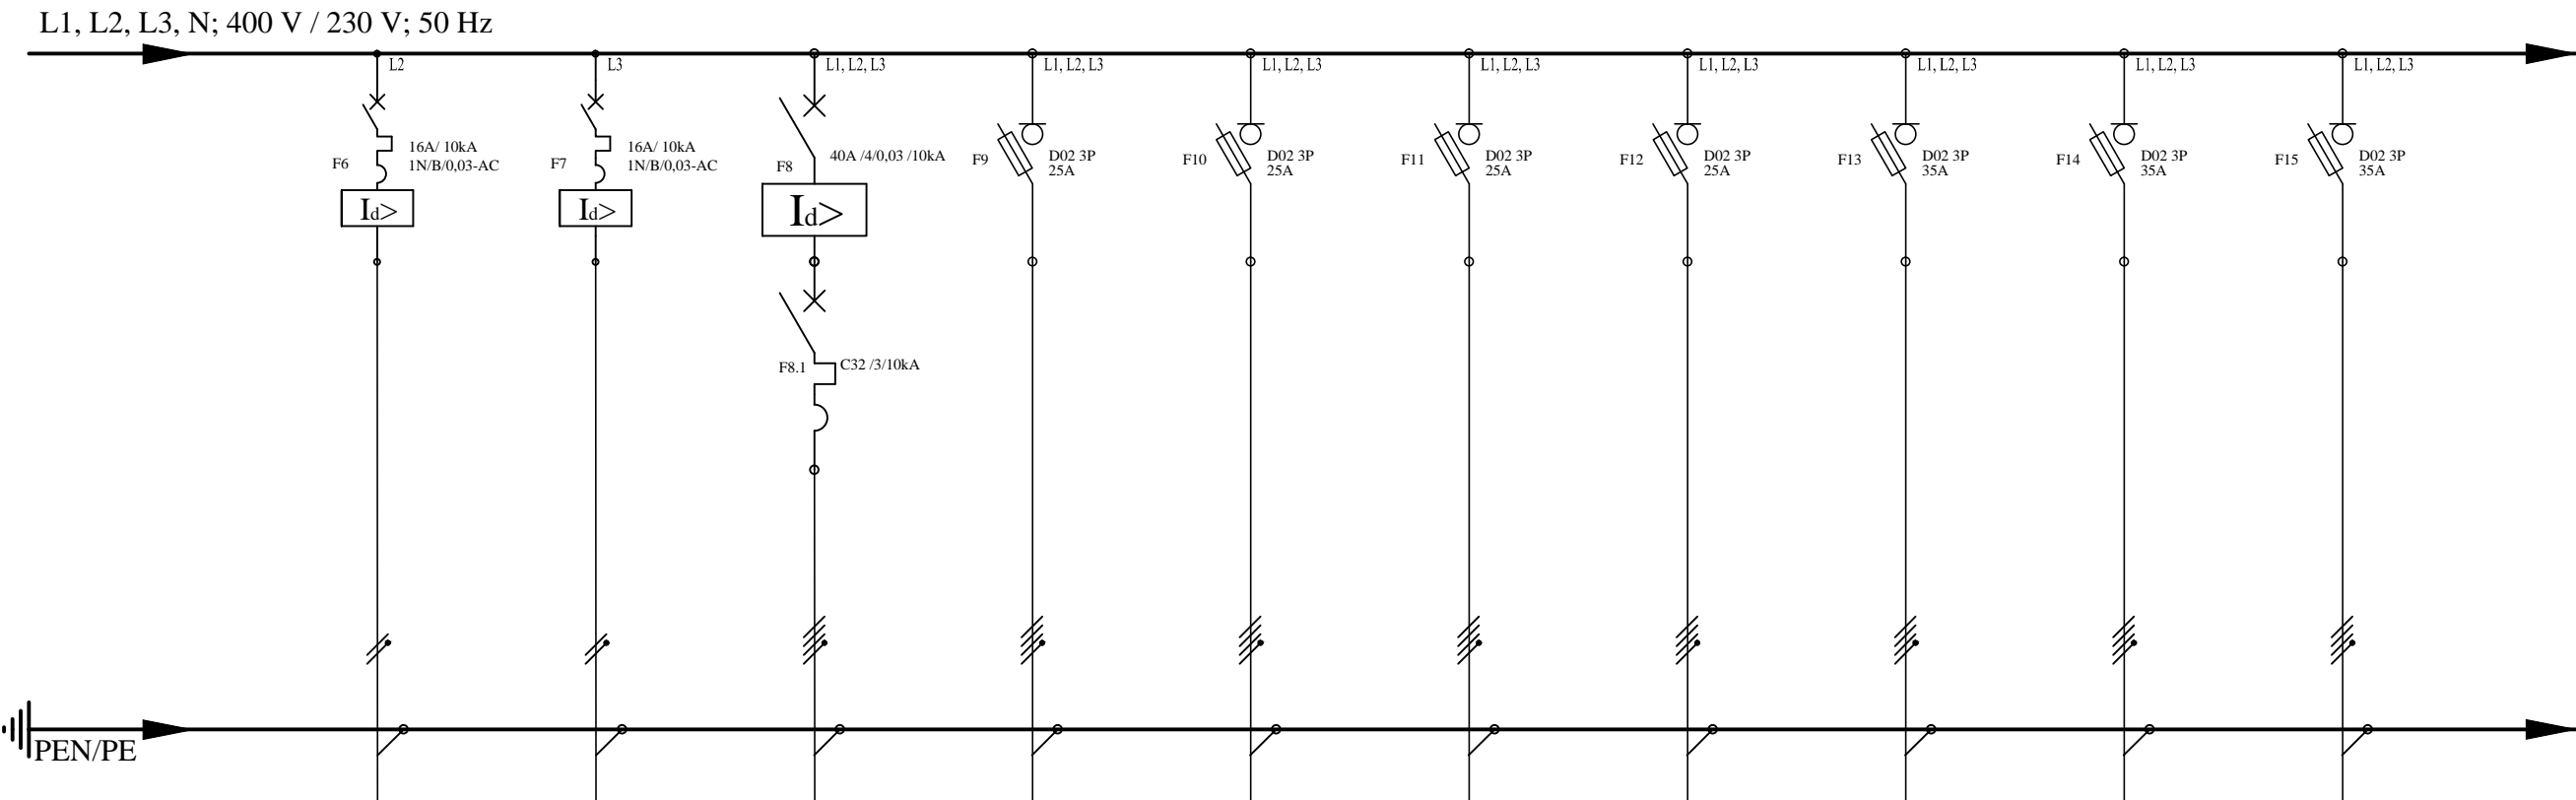 L1, L2, L3, N; 400 V / 230 V; 50 Hz
L2
L3
L1, L2, L3
L1, L2, L3
L1, L2, L3
L1, L2, L3
L1, L2, L3
L1, L2, L3
L1, L2, L3
L1, L2, L3
F6
16A/ 10kA
1N/B/0,03-AC
Id>
F7
16A/ 10kA
1N/B/0,03-AC
Id>
F8
40A /4/0,03 /10kA
Id>
F8.1
C32 /3/10kA
F9
D02 3P
25A
F10
D02 3P
25A
F11
D02 3P
25A
F12
D02 3P
25A
F13
D02 3P
35A
F14
D02 3P
35A
F15
D02 3P
35A
PEN/PE